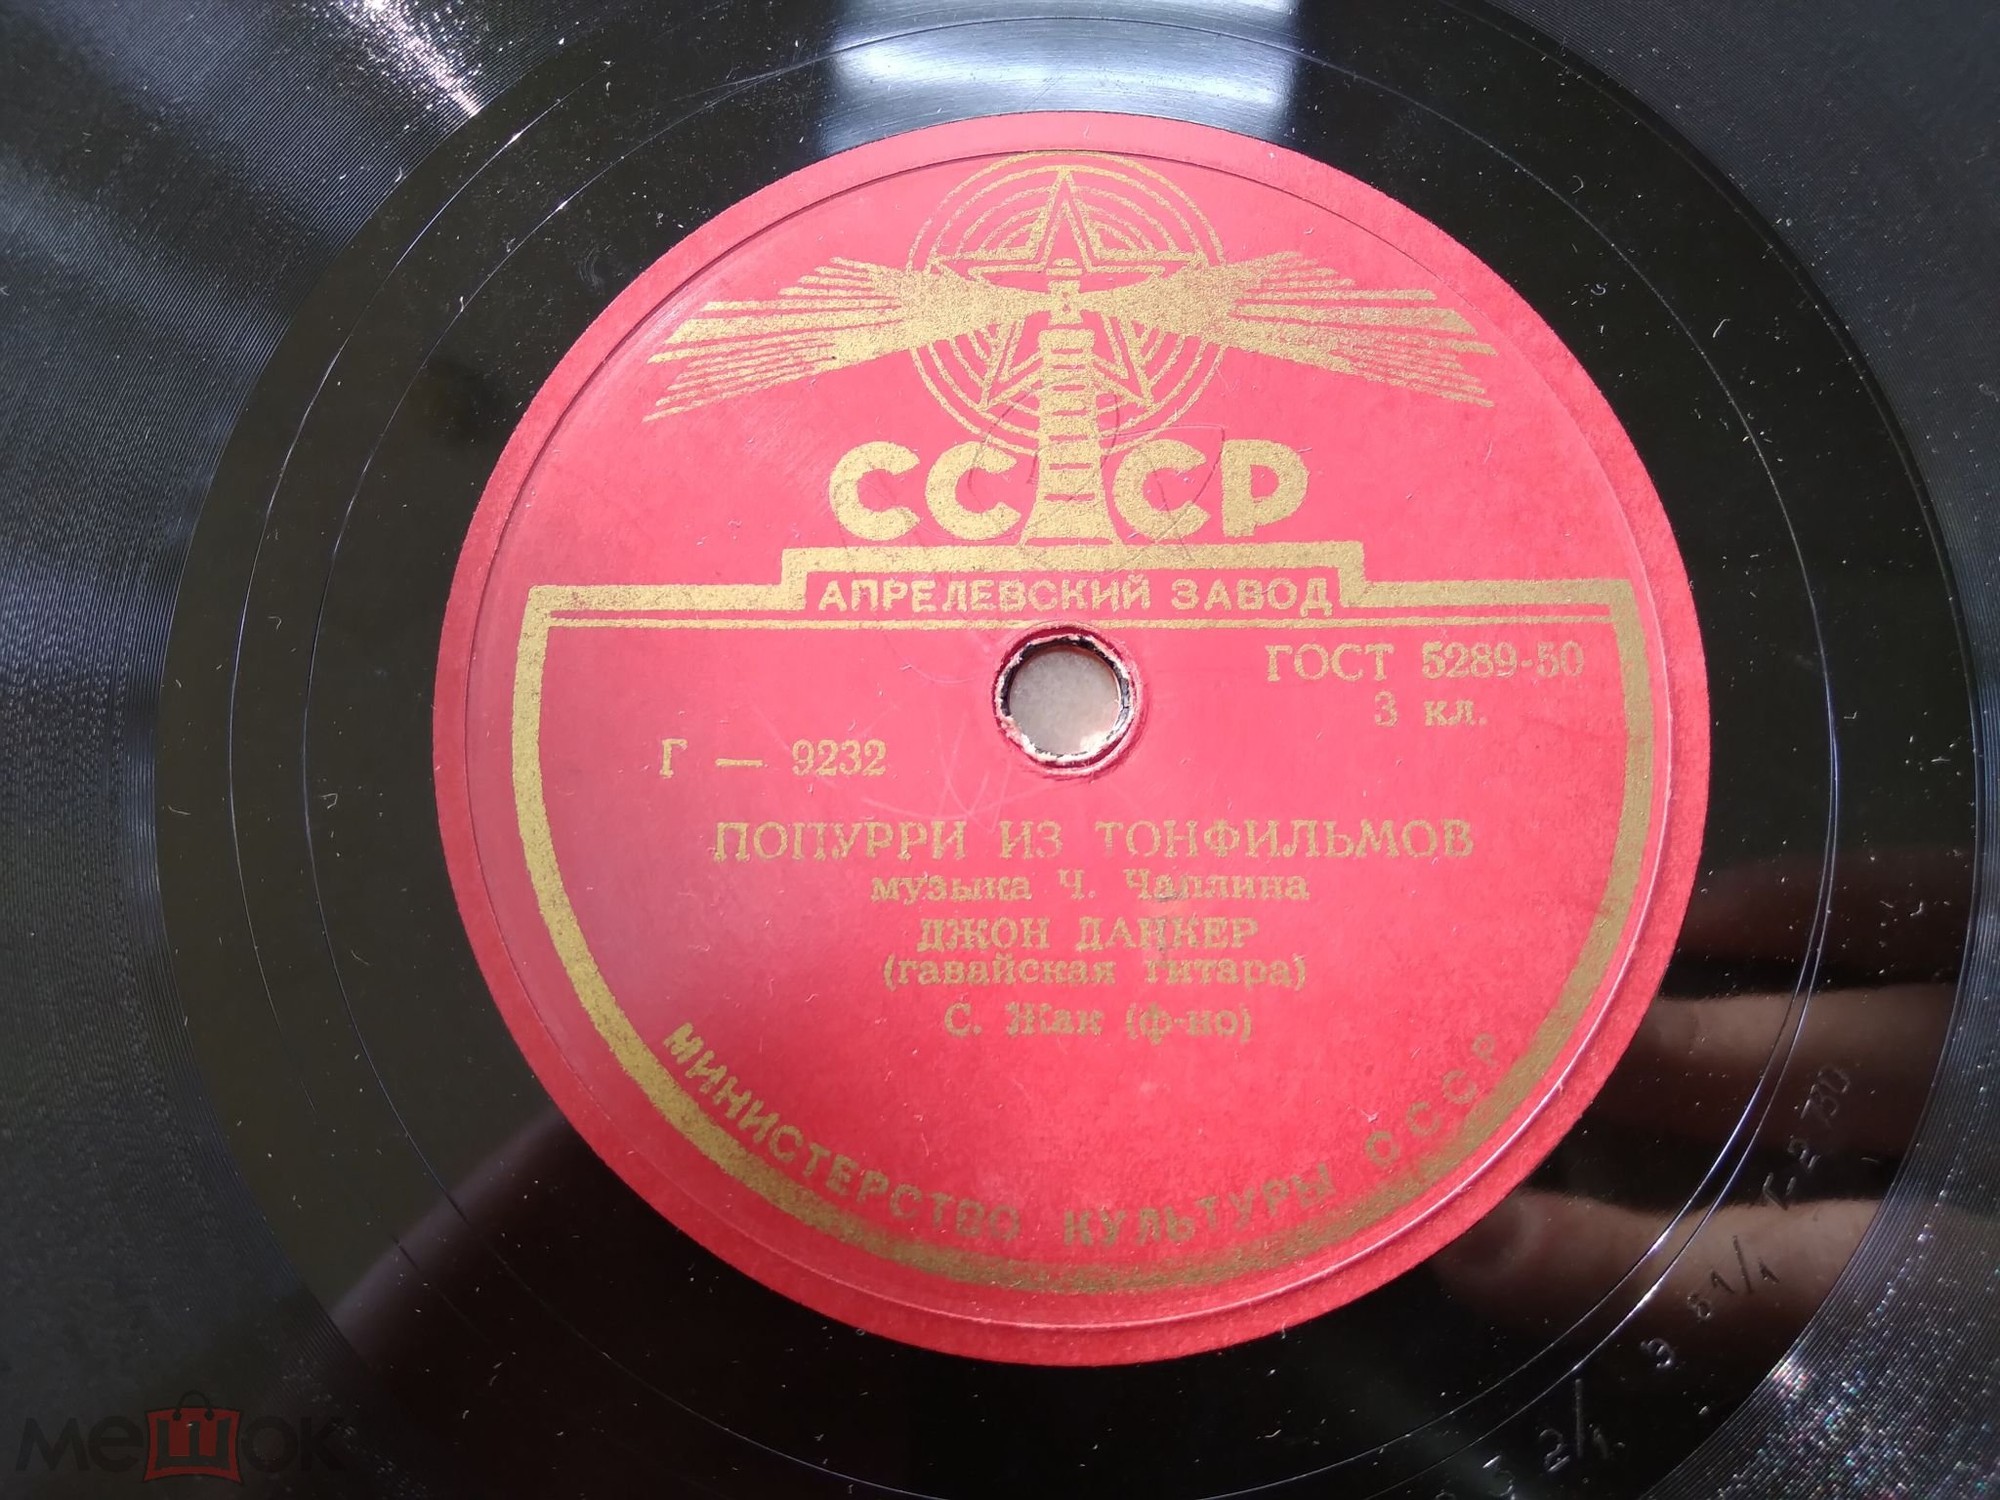 СССР
АПРЕЛЕВСКИЙ ЗАВОД
ГОСТ 5289-50
3 кл.
Г — 9232
ПОПУРРИ ИЗ ТОНФИЛЬМОВ
музыка Ч. Чаплина
ДЖОН ДАНКЕР
(гавайская гитара)
С. Жак (ф-но)
МИНИСТЕРСТВО КУЛЬТУРЫ СССР
мешок